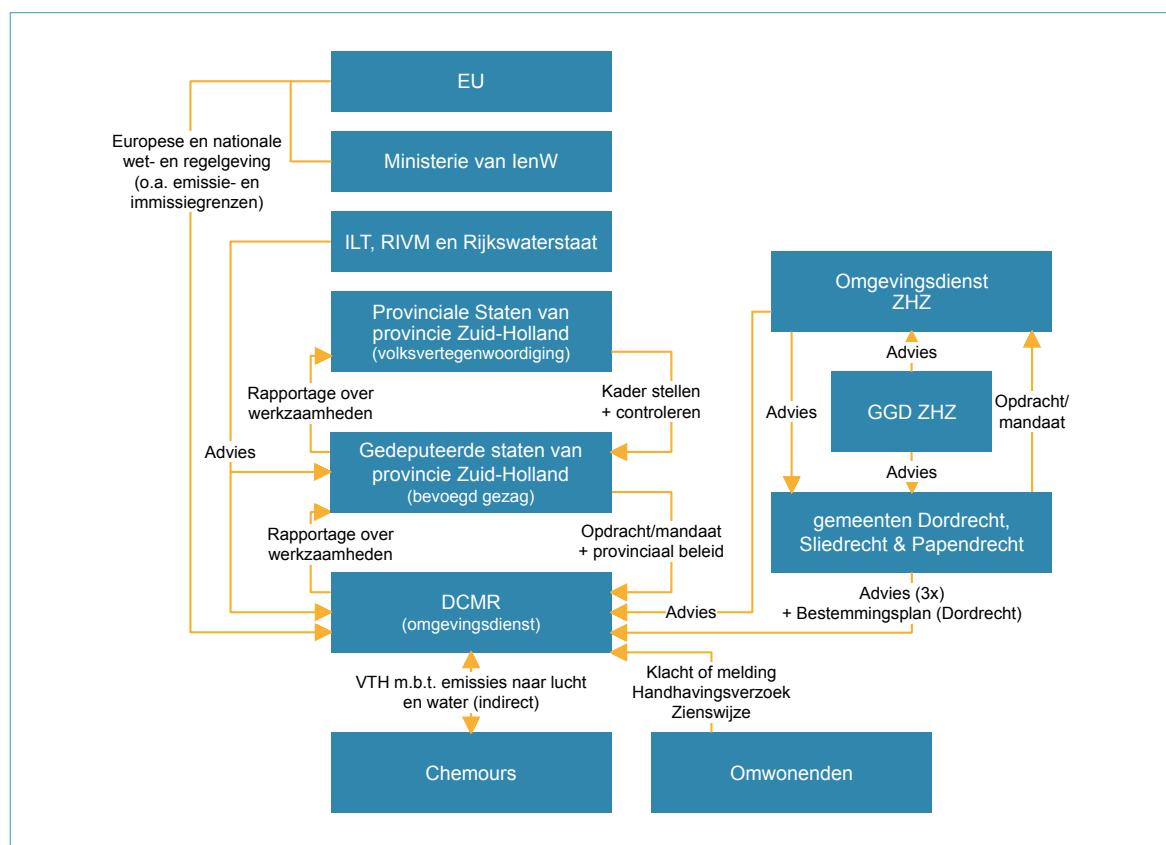 EU
Europese en nationale
wet- en regelgeving
(o.a. emissie- en
immissiegrenzen)
Ministerie van IenW
ILT, RIVM en Rijkswaterstaat
Omgevingsdienst
ZHZ
Provinciale Staten van
provincie Zuid-Holland
(volksvertegenwoordiging)
Advies
Rapportage over
werkzaamheden
Kader stellen
+ controleren
Advies
GGD ZHZ
Opdracht/
mandaat
Advies
Gedeputeerde staten van
provincie Zuid-Holland
(bevoegd gezag)
Advies
Rapportage over
werkzaamheden
Opdracht/mandaat
+ provinciaal beleid
gemeenten Dordrecht,
Sliedrecht & Papendrecht
DCMR
(omgevingsdienst)
Advies
Advies (3x)
+ Bestemmingsplan (Dordrecht)
VTH m.b.t. emissies naar lucht
en water (indirect)
Klacht of melding
Handhavingsverzoek
Zienswijze
Chemours
Omwonenden